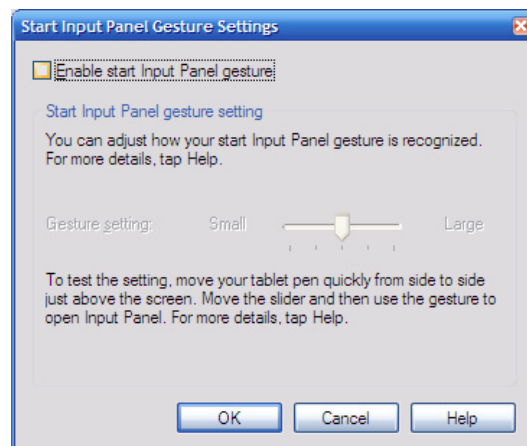 Start Input Panel Gesture Settings
Enable start Input Panel gesture
Start Input Panel gesture setting
You can adjust how your start Input Panel gesture is recognized.
For more details, tap Help.
Gesture setting: Small Large
To test the setting, move your tablet pen quickly from side to side
just above the screen. Move the slider and then use the gesture to
open Input Panel. For more details, tap Help.
OK Cancel Help